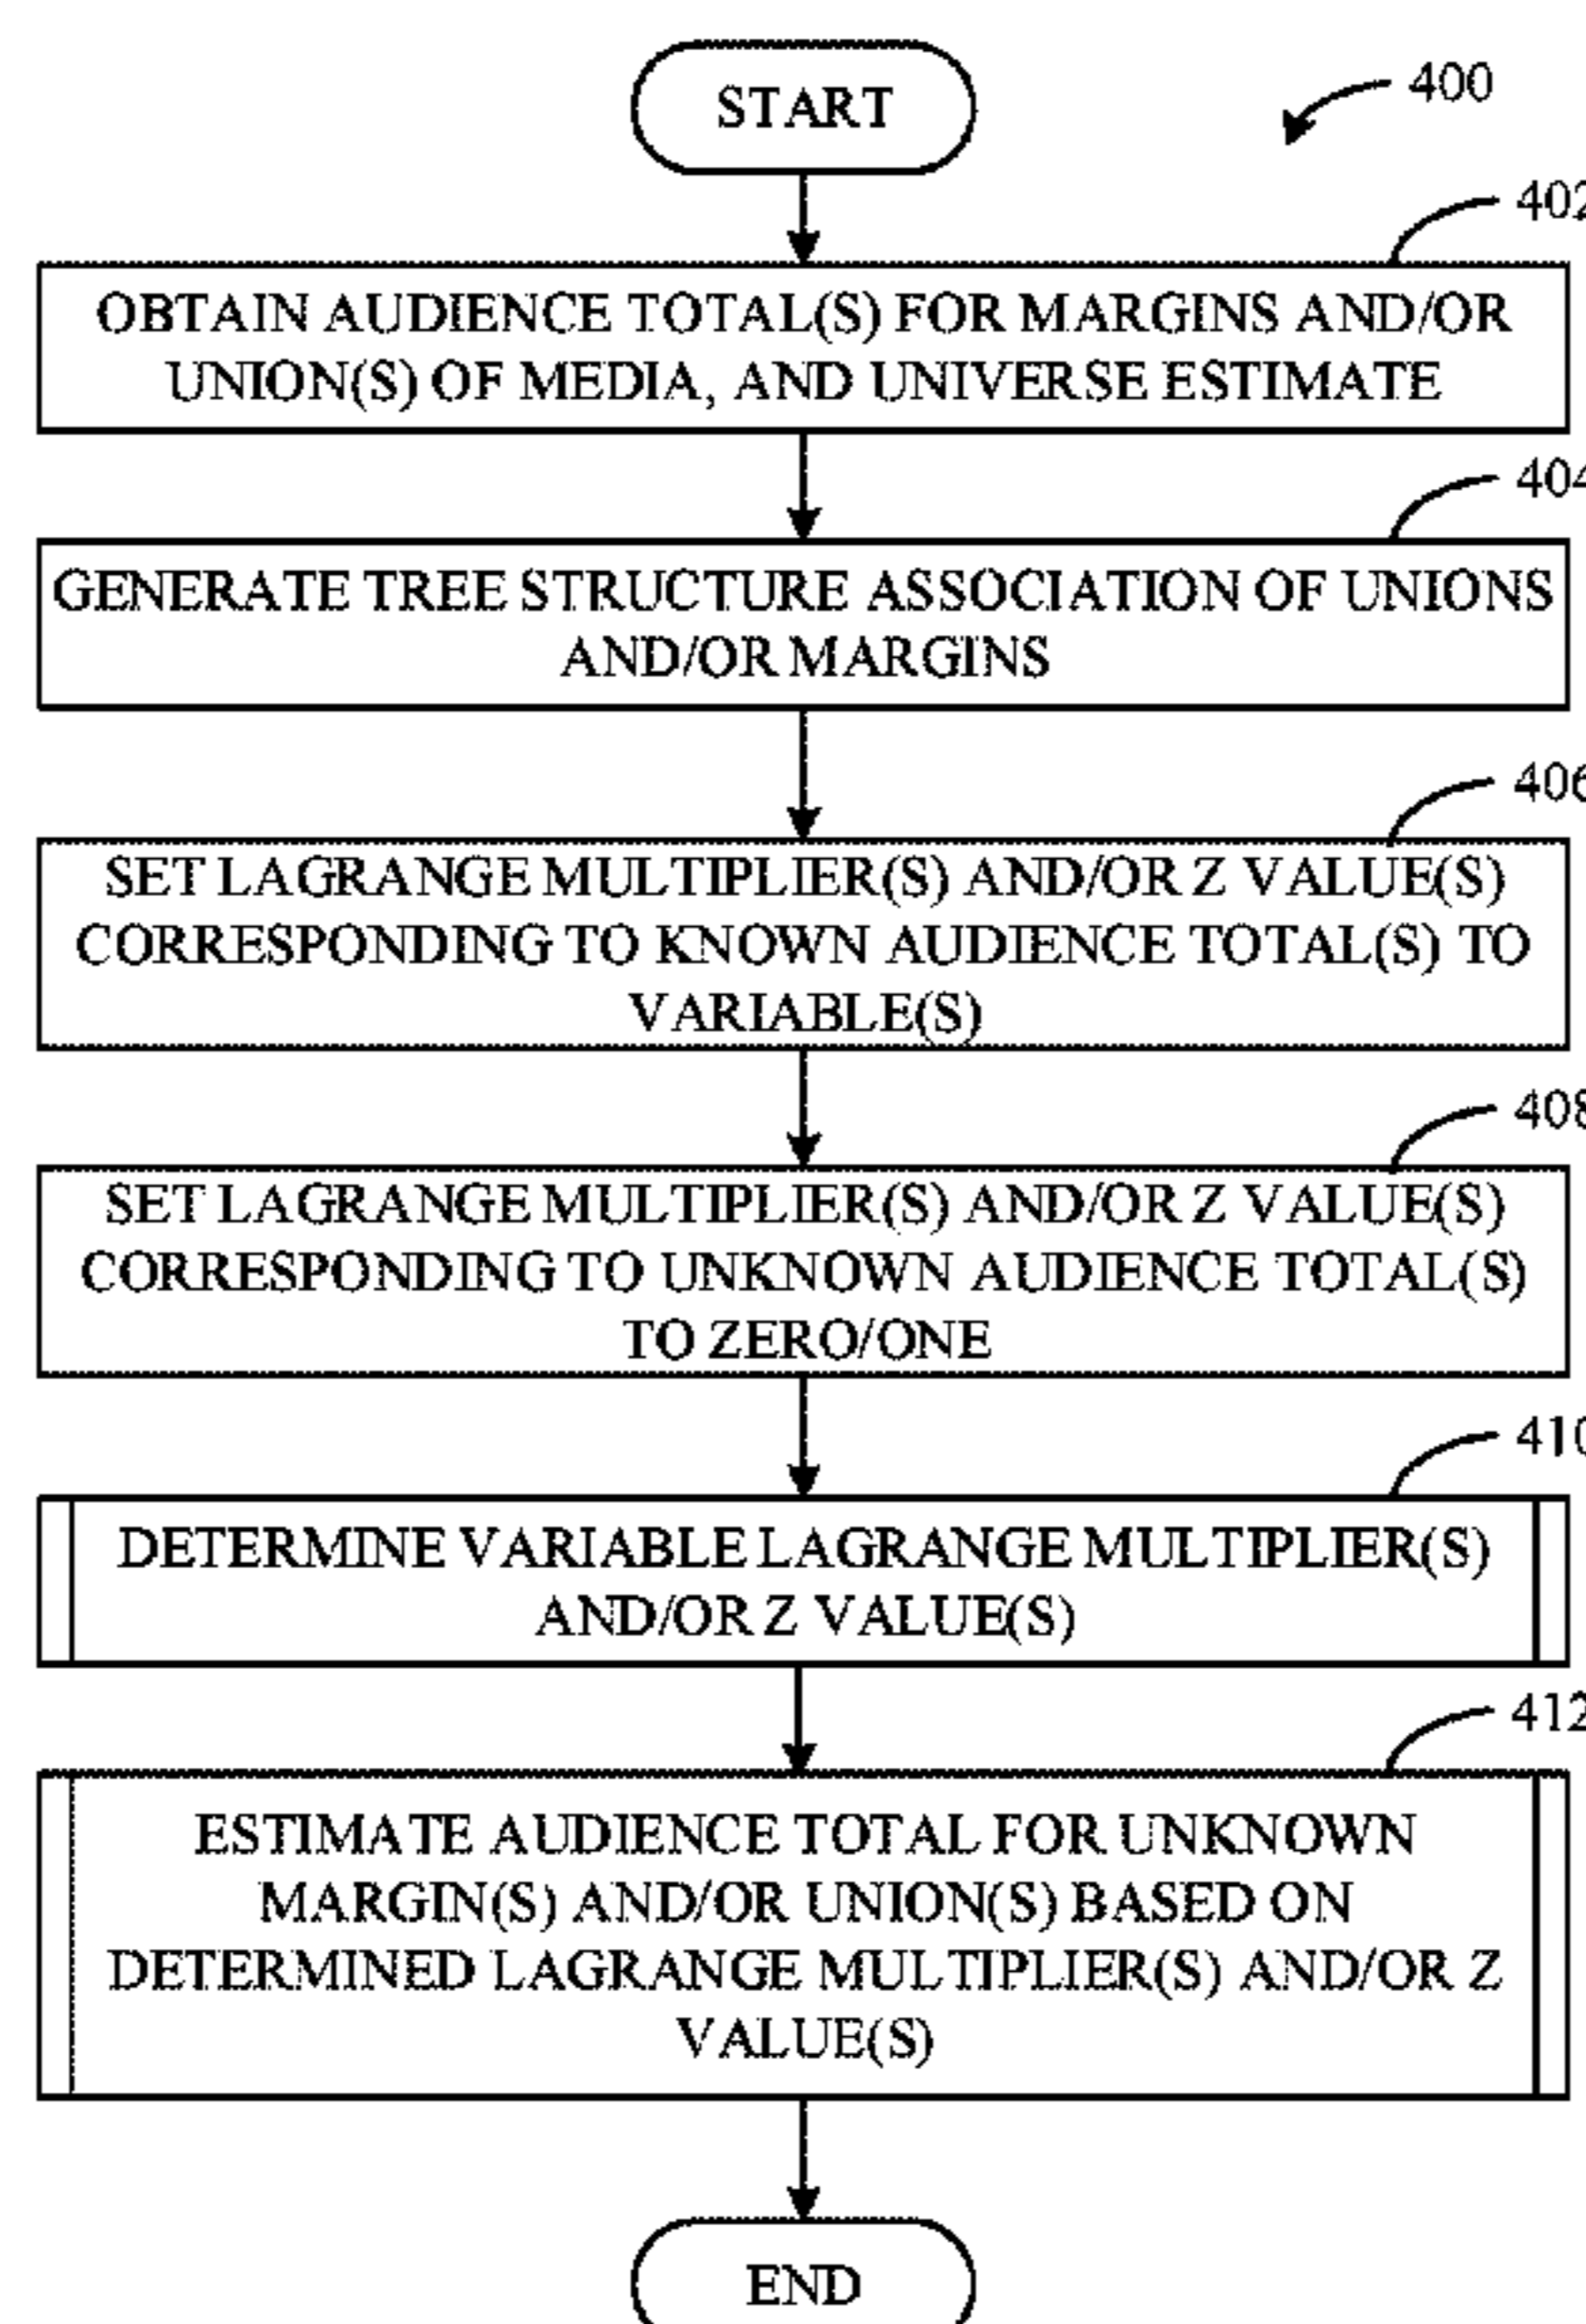 START
400
402
OBTAIN AUDIENCE TOTAL(S) FOR MARGINS AND/OR
UNION(S) OF MEDIA, AND UNIVERSE ESTIMATE
404
GENERATE TREE STRUCTURE ASSOCIATION OF UNIONS
AND/OR MARGINS
406
SET LAGRANGE MULTIPLIER(S) AND/OR Z VALUE(S)
CORRESPONDING TO KNOWN AUDIENCE TOTAL(S) TO
VARIABLE(S)
408
SET LAGRANGE MULTIPLIER(S) AND/OR Z VALUE(S)
CORRESPONDING TO UNKNOWN AUDIENCE TOTAL(S)
TO ZERO/ONE
410
DETERMINE VARIABLE LAGRANGE MULTIPLIER(S)
AND/OR Z VALUE(S)
412
ESTIMATE AUDIENCE TOTAL FOR UNKNOWN
MARGIN(S) AND/OR UNION(S) BASED ON
DETERMINED LAGRANGE MULTIPLIER(S) AND/OR Z
VALUE(S)
END